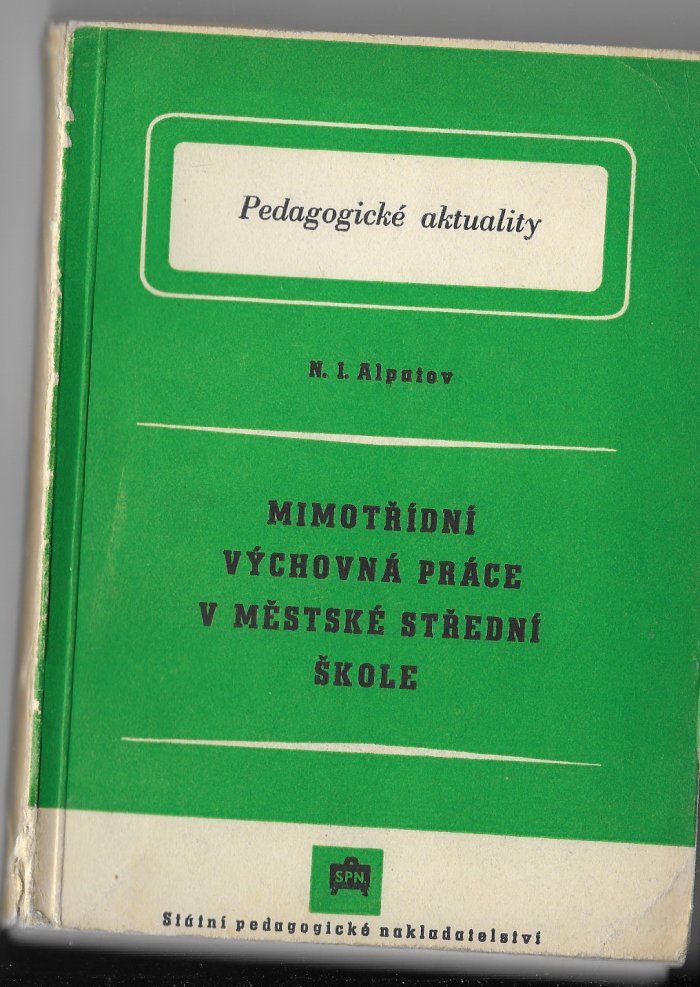 Pedagogické aktuality
N. I. Alpatov
MIMOTŘÍDNÍ
VÝCHOVNÁ PRÁCE
V MĚSTSKÉ STŘEDNÍ
ŠKOLE
SPN
Státní pedagogické nakladatelství